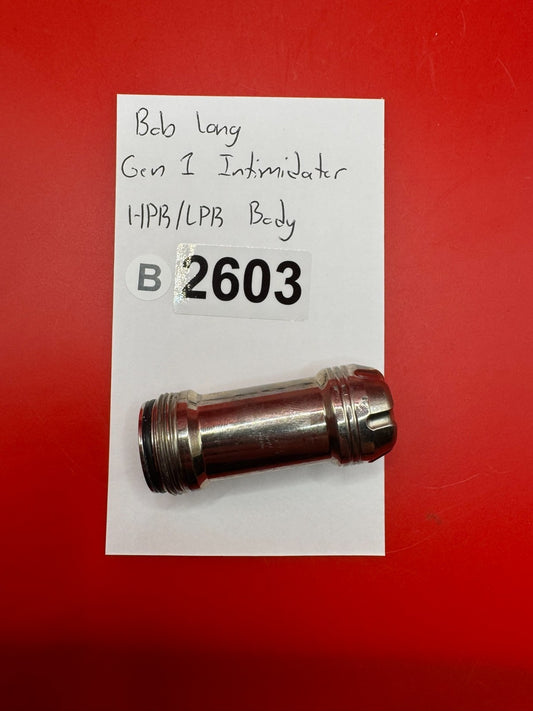 Bob Long
Gen 1 Intimidator
HPR/LPR Body
B 2603